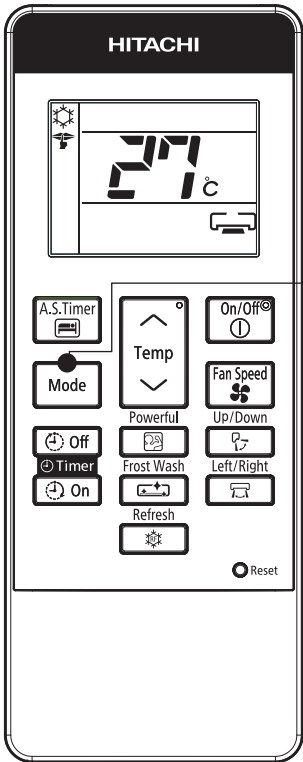 HITACHI
27°C
A.S.Timer
On/Off
Temp
Mode
Fan Speed
Powerful
Up/Down
Off
Timer
Frost Wash
Left/Right
On
Refresh
Reset